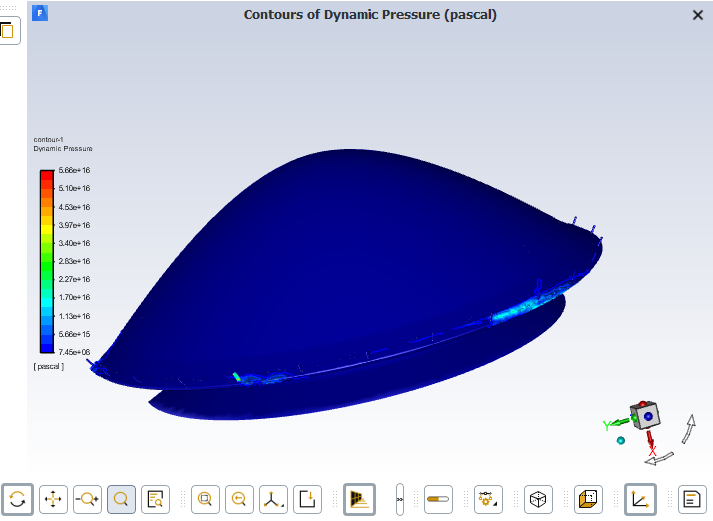 F
Contours of Dynamic Pressure (pascal)
contour-1
Dynamic Pressure
5.66e+16
5.10e+16
4.53e+16
3.97e+16
3.40e+16
2.83e+16
2.27e+16
1.70e+16
1.13e+16
5.66e+15
7.45e+08
[ pascal ]
Y
X